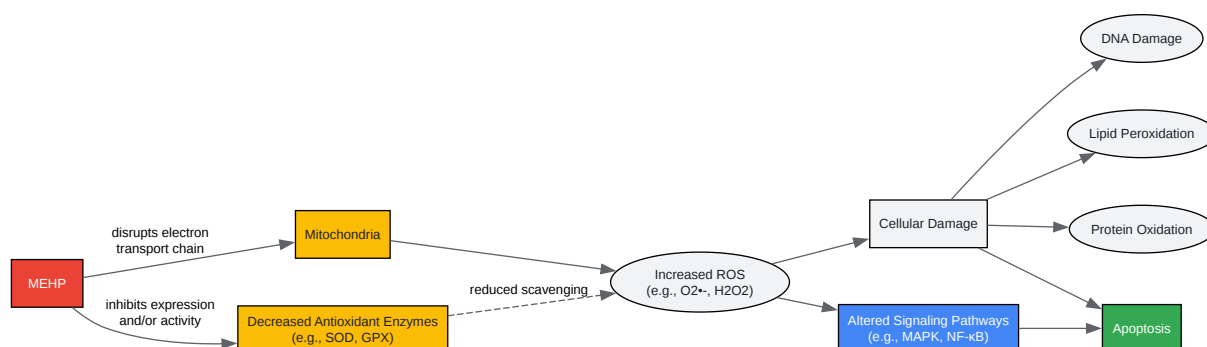 DNA Damage
Lipid Peroxidation
Cellular Damage
Protein Oxidation
disrupts electron
transport chain
Mitochondria
MEHP
Increased ROS
(e.g., O2•-, H2O2)
reduced scavenging
inhibits expression
and/or activity
Decreased Antioxidant Enzymes
(e.g., SOD, GPX)
Altered Signaling Pathways
(e.g., MAPK, NF-κB)
Apoptosis